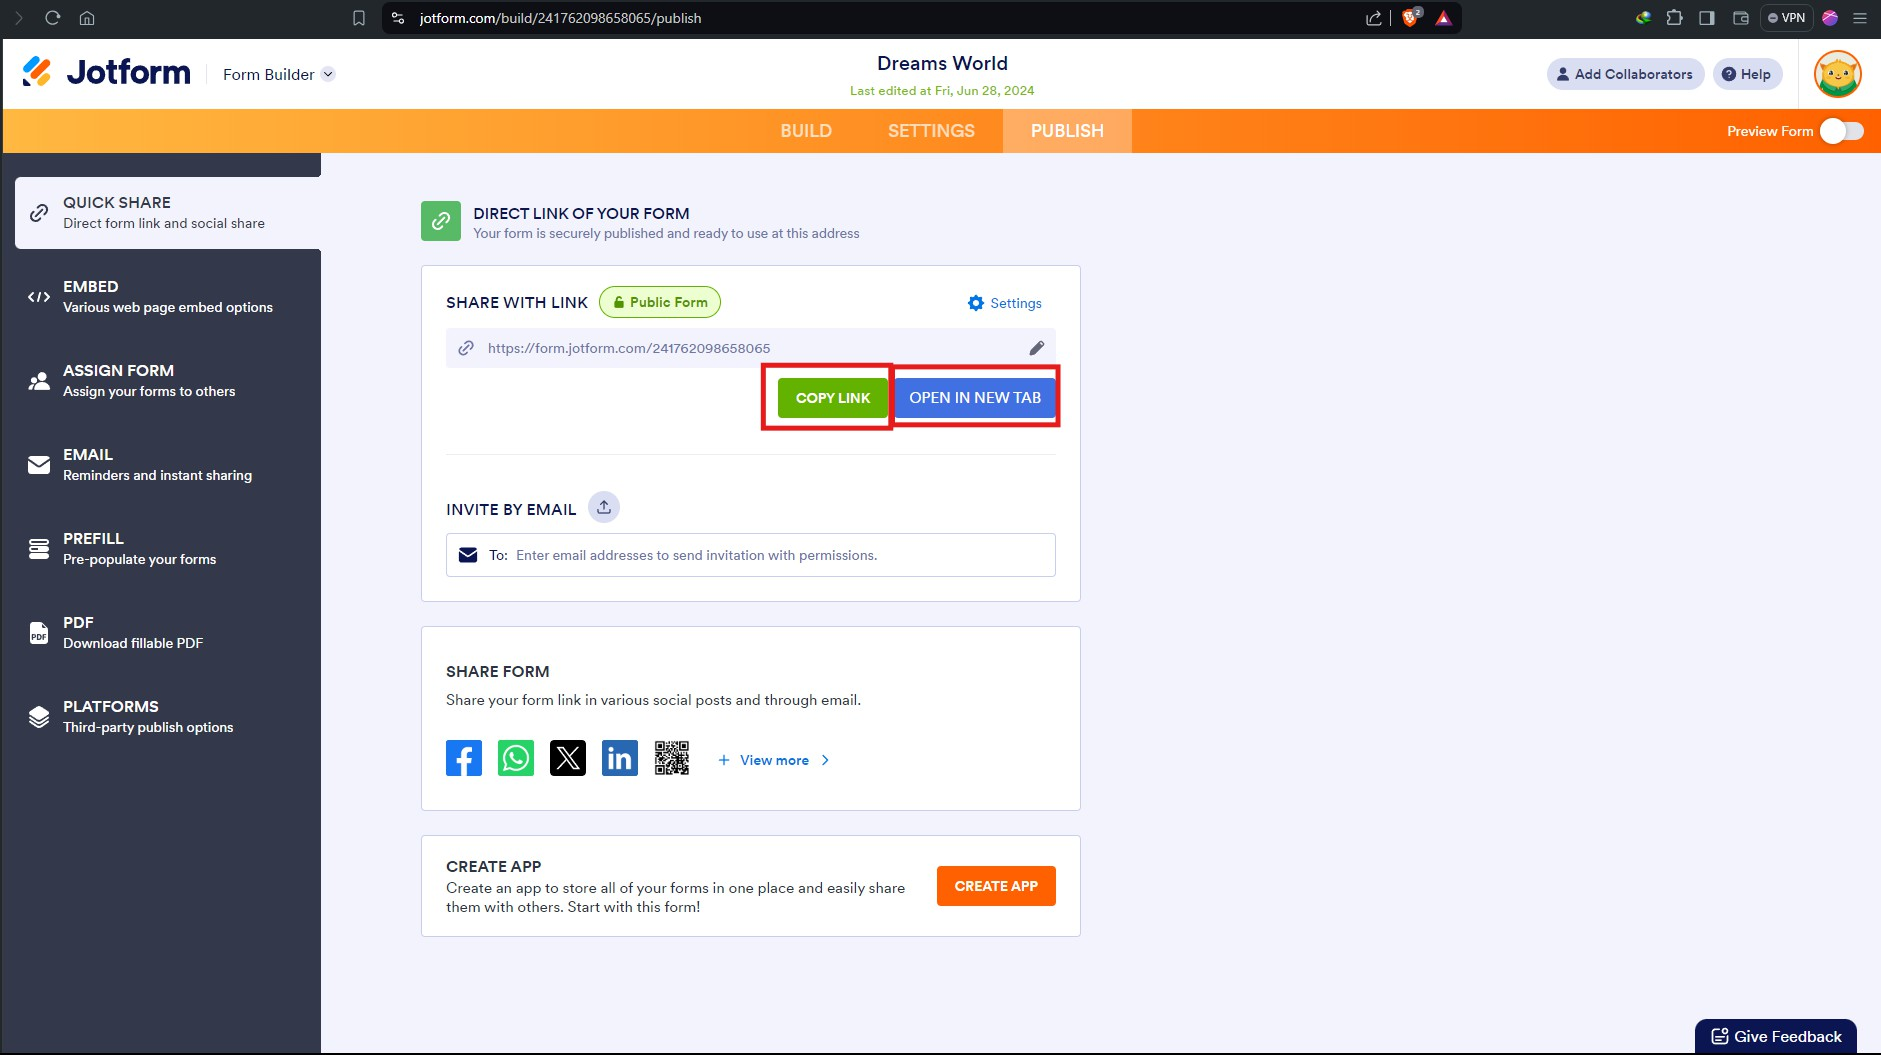 jotform.com/build/241762098658065/publish
2
VPN
Jotform
Form Builder
Dreams World
Last edited at Fri, Jun 28, 2024
Add Collaborators
Help
BUILD
SETTINGS
PUBLISH
Preview Form
QUICK SHARE
Direct form link and social share
EMBED
Various web page embed options
ASSIGN FORM
Assign your forms to others
EMAIL
Reminders and instant sharing
PREFILL
Pre-populate your forms
PDF
PDF
Download fillable PDF
PLATFORMS
Third-party publish options
DIRECT LINK OF YOUR FORM
Your form is securely published and ready to use at this address
SHARE WITH LINK
Public Form
Settings
https://form.jotform.com/241762098658065
COPY LINK
OPEN IN NEW TAB
INVITE BY EMAIL
To: Enter email addresses to send invitation with permissions.
SHARE FORM
Share your form link in various social posts and through email.
View more
CREATE APP
Create an app to store all of your forms in one place and easily share
them with others. Start with this form!
CREATE APP
Give Feedback